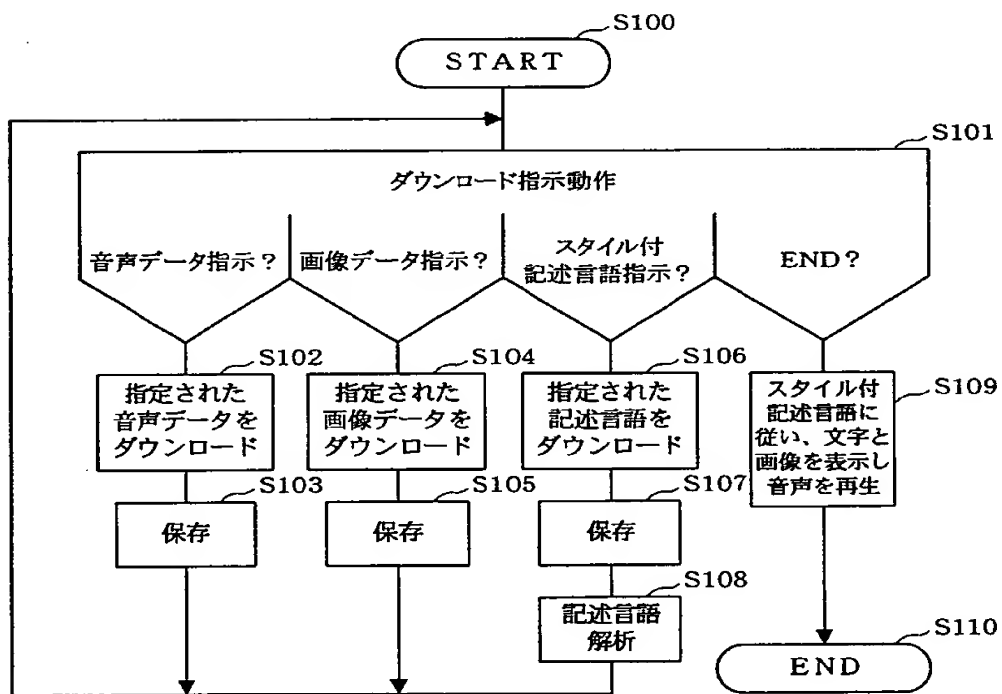 S100
START
S101
ダウンロード指示動作
音声データ指示?
画像データ指示?
スタイル付
記述言語指示?
END?
S102
指定された
音声データを
ダウンロード
S103
保存
S104
指定された
画像データを
ダウンロード
S105
保存
S106
指定された
記述言語を
ダウンロード
S107
保存
S108
記述言語
解析
S109
スタイル付
記述言語に
従い、文字と
画像を表示し
音声を再生
S110
END